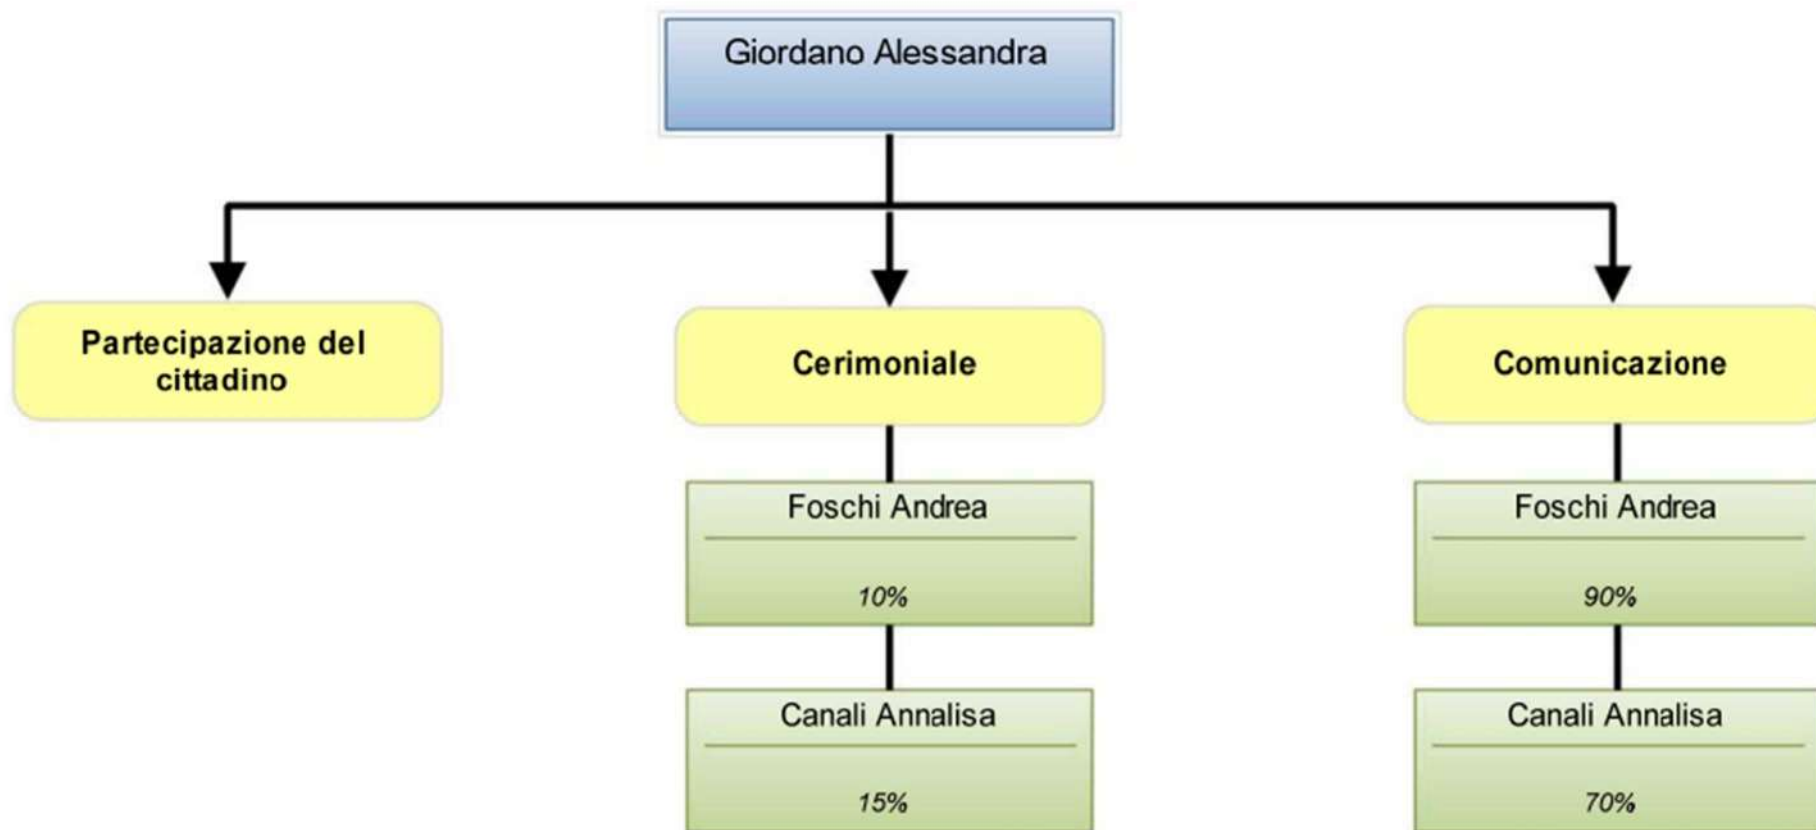 Giordano Alessandra
Partecipazione del
cittadino
Cerimoniale
Comunicazione
Foschi Andrea
10%
Canali Annalisa
15%
Foschi Andrea
90%
Canali Annalisa
70%